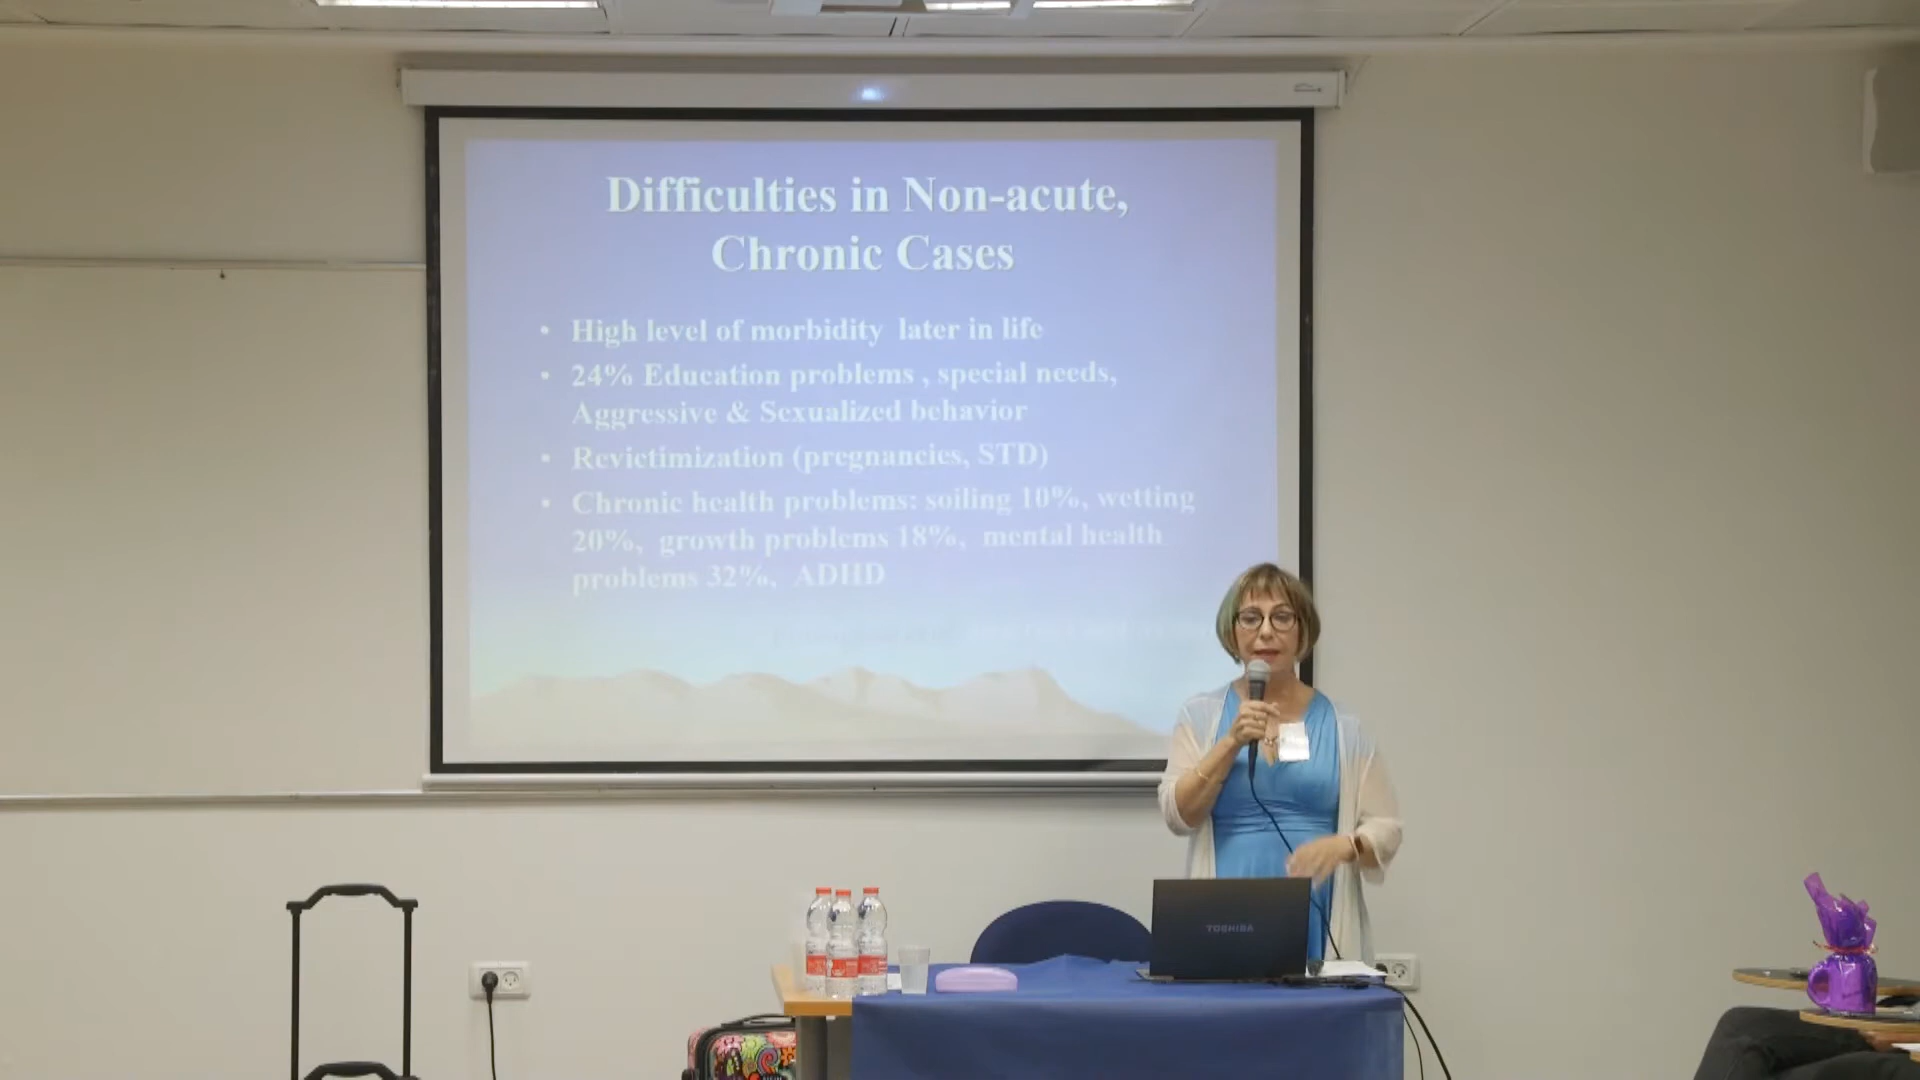 Difficulties in Non-acute,
Chronic Cases
• High level of morbidity later in life
• 24% Education problems , special needs,
Aggressive & Sexualized behavior
• Revictimization (pregnancies, STD)
• Chronic health problems: soiling 10%, wetting
20%, growth problems 18%, mental health
problems 32%, ADHD
TOSHIBA